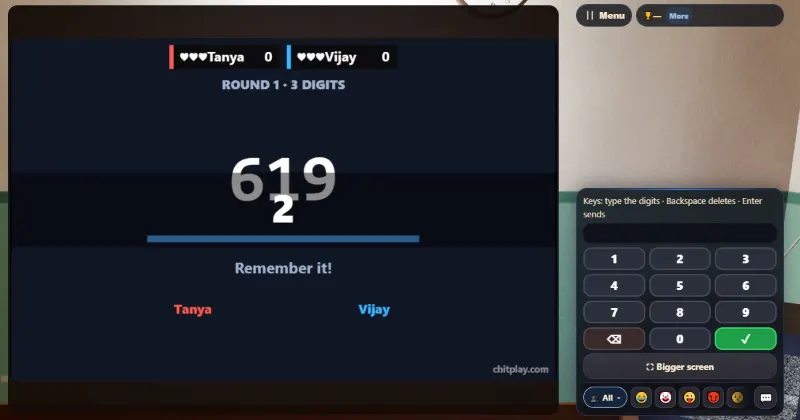 ♥♥♥Tanya 0 ♥♥♥Vijay 0
ROUND 1 · 3 DIGITS
619
2
Remember it!
Tanya Vijay
chitplay.com
|| Menu
🏆— More
Keys: type the digits · Backspace deletes · Enter
sends
1 2 3
4 5 6
7 8 9
⌫ 0 ✓
⛶ Bigger screen
All